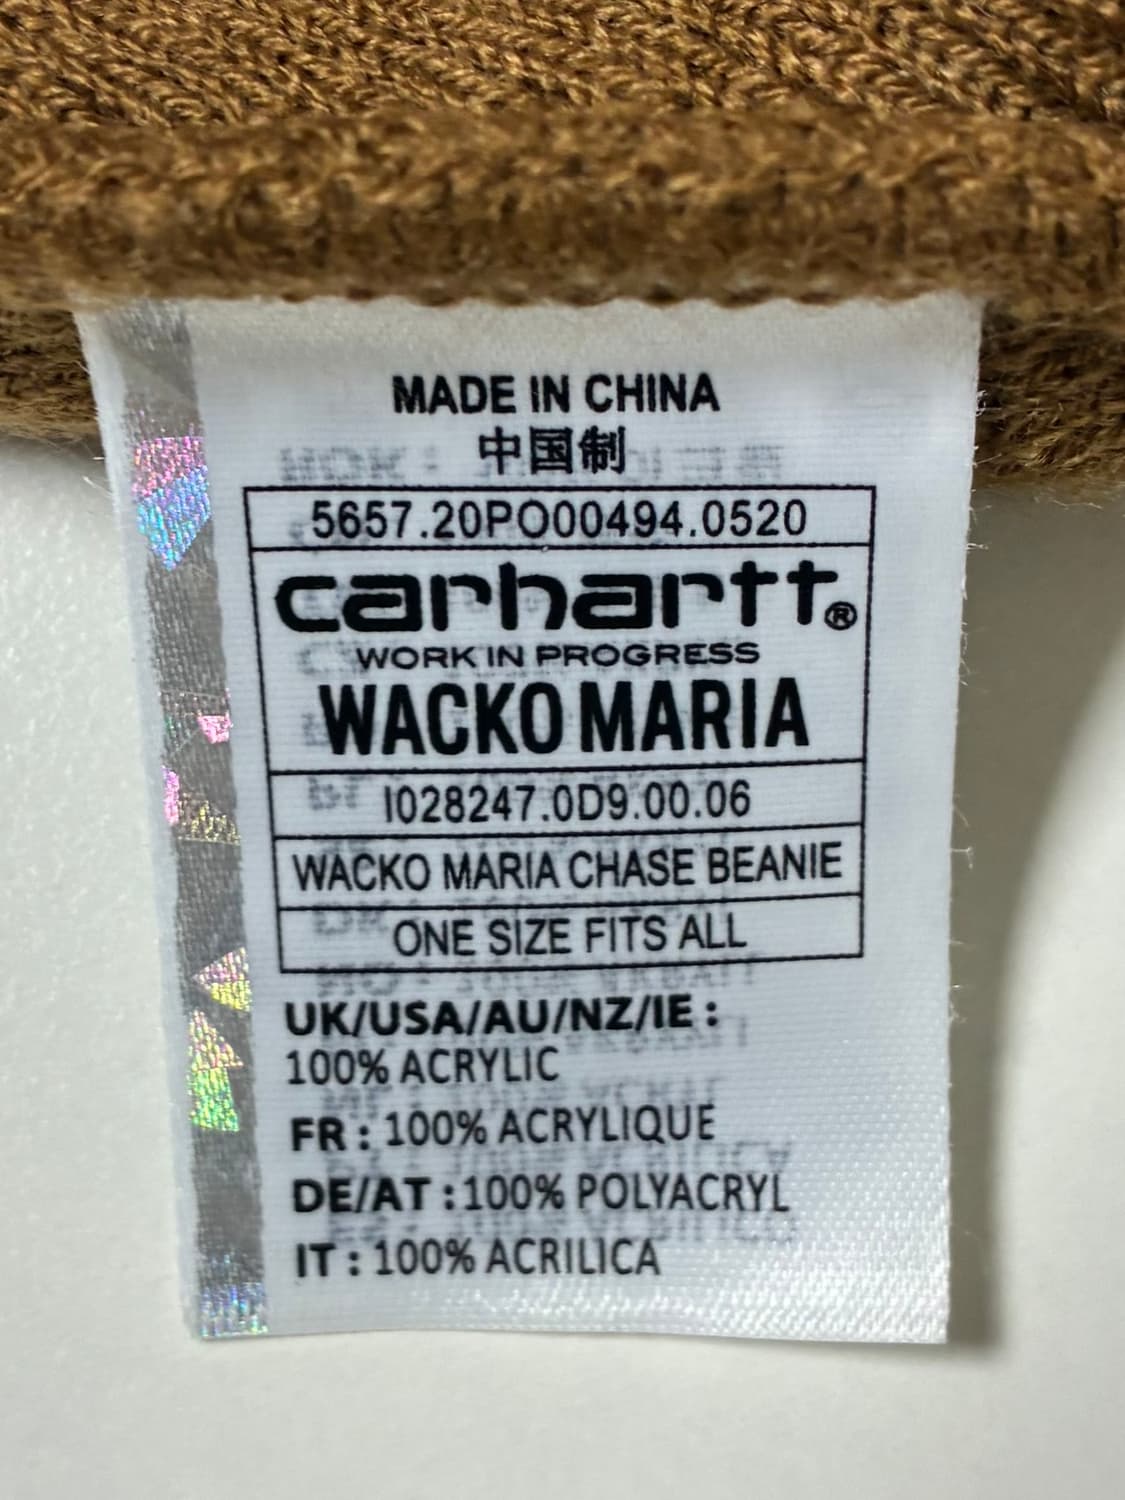 MADE IN CHINA
中国制
5657.20PO00494.0520
carhartt®
WORK IN PROGRESS
WACKO MARIA
I028247.0D9.00.06
WACKO MARIA CHASE BEANIE
ONE SIZE FITS ALL
UK/USA/AU/NZ/IE :
100% ACRYLIC
FR : 100% ACRYLIQUE
DE/AT : 100% POLYACRYL
IT : 100% ACRILICA